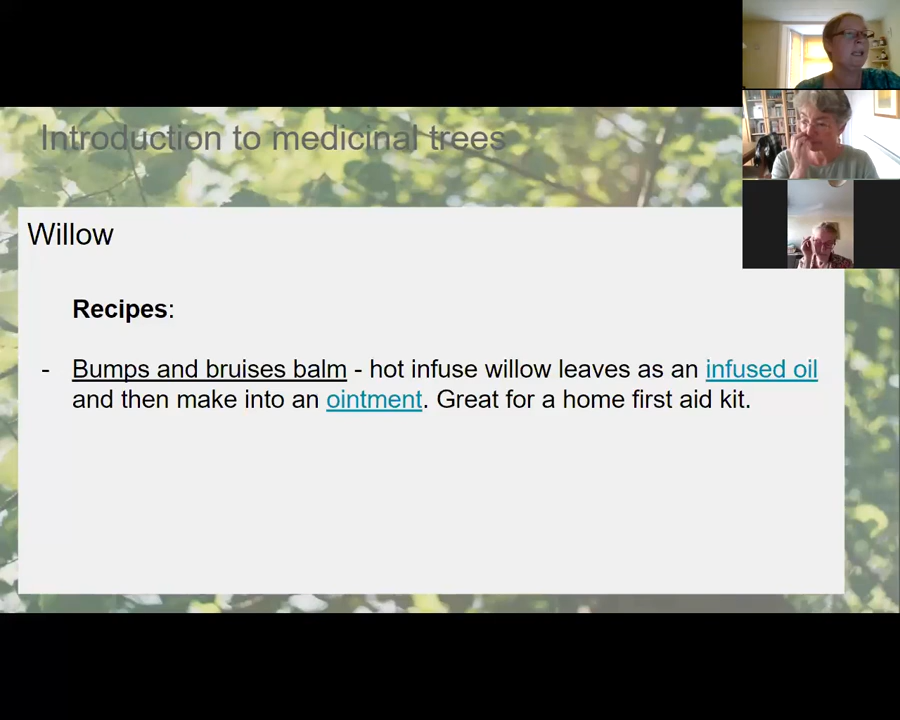 Introduction to medicinal trees
Willow
Recipes:
- Bumps and bruises balm - hot infuse willow leaves as an infused oil
and then make into an ointment. Great for a home first aid kit.